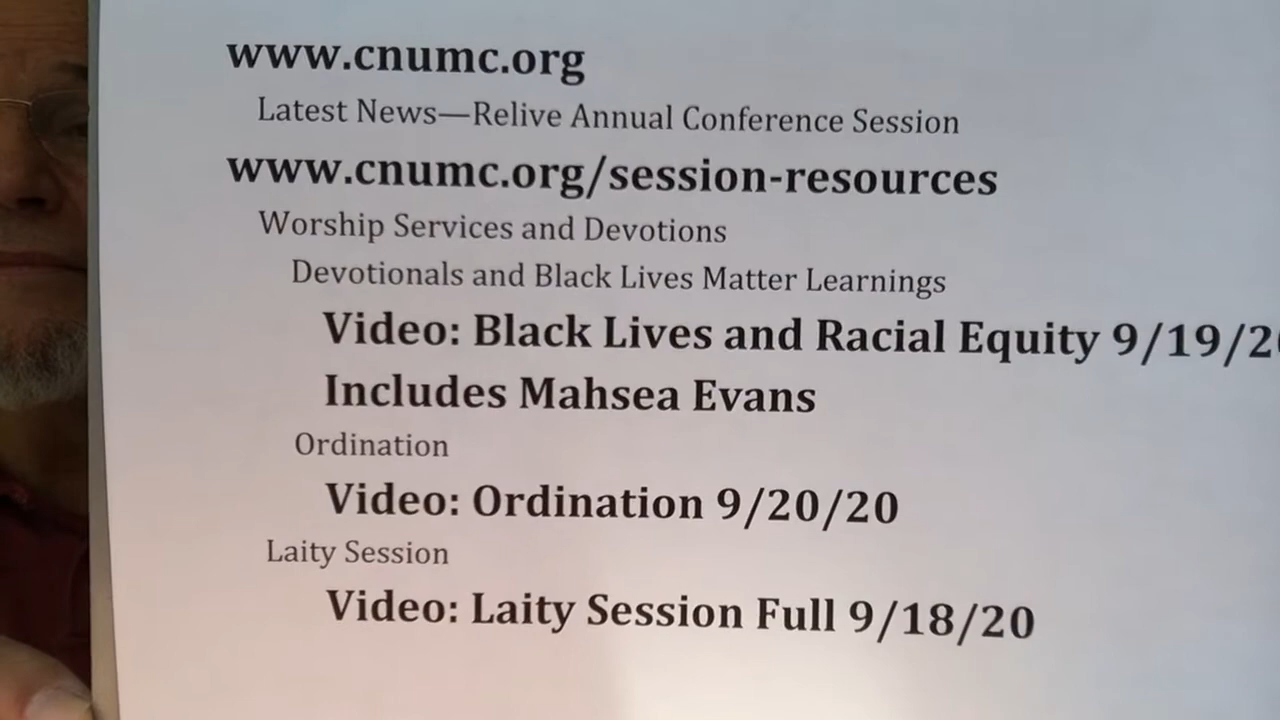 www.cnumc.org
Latest News—Relive Annual Conference Session
www.cnumc.org/session-resources
Worship Services and Devotions
Devotionals and Black Lives Matter Learnings
Video: Black Lives and Racial Equity 9/19/2
Includes Mahsea Evans
Ordination
Video: Ordination 9/20/20
Laity Session
Video: Laity Session Full 9/18/20